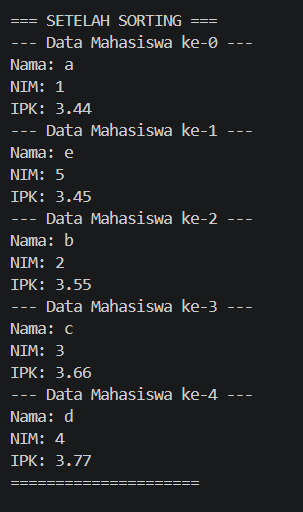 === SETELAH SORTING ===
--- Data Mahasiswa ke-0 ---
Nama: a
NIM: 1
IPK: 3.44
--- Data Mahasiswa ke-1 ---
Nama: e
NIM: 5
IPK: 3.45
--- Data Mahasiswa ke-2 ---
Nama: b
NIM: 2
IPK: 3.55
--- Data Mahasiswa ke-3 ---
Nama: c
NIM: 3
IPK: 3.66
--- Data Mahasiswa ke-4 ---
Nama: d
NIM: 4
IPK: 3.77
=====================